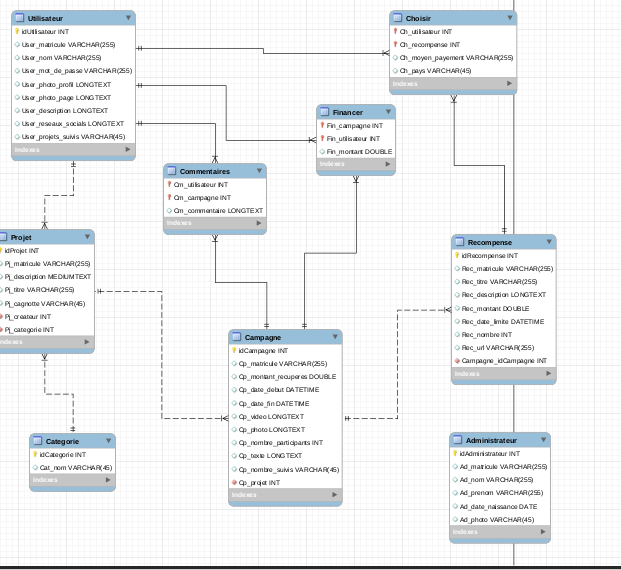 Utilisateur
idUtilisateur INT
User_matricule VARCHAR(255)
User_nom VARCHAR(255)
User_mot_de_passe VARCHAR(255)
User_photo_profil LONGTEXT
User_photo_page LONGTEXT
User_description LONGTEXT
User_reseaux_socials LONGTEXT
User_projets_suivis VARCHAR(45)
Indexes
Choisir
Ch_utilisateur INT
Ch_recompense INT
Ch_moyen_payement VARCHAR(255)
Ch_pays VARCHAR(45)
Indexes
Financer
Fin_campagne INT
Fin_utilisateur INT
Fin_montant DOUBLE
Indexes
Commentaires
Cm_utilisateur INT
Cm_campagne INT
Cm_commentaire LONGTEXT
Indexes
Projet
idProjet INT
Pj_matricule VARCHAR(255)
Pj_description MEDIUMTEXT
Pj_titre VARCHAR(255)
Pj_cagnotte VARCHAR(45)
Pj_createur INT
Pj_categorie INT
Indexes
Recompense
idRecompense INT
Rec_matricule VARCHAR(255)
Rec_titre VARCHAR(255)
Rec_description LONGTEXT
Rec_montant DOUBLE
Rec_date_limite DATETIME
Rec_nombre INT
Rec_url VARCHAR(255)
Campagne_idCampagne INT
Indexes
Campagne
idCampagne INT
Cp_matricule VARCHAR(255)
Cp_montant_recuperes DOUBLE
Cp_date_debut DATETIME
Cp_date_fin DATETIME
Cp_video LONGTEXT
Cp_photo LONGTEXT
Cp_nombre_participants INT
Cp_texte LONGTEXT
Cp_nombre_suivis VARCHAR(45)
Cp_projet INT
Indexes
Categorie
idCategorie INT
Cat_nom VARCHAR(45)
Indexes
Administrateur
idAdministrateur INT
Ad_matricule VARCHAR(255)
Ad_nom VARCHAR(255)
Ad_prenom VARCHAR(255)
Ad_date_naissance DATE
Ad_photo VARCHAR(45)
Indexes